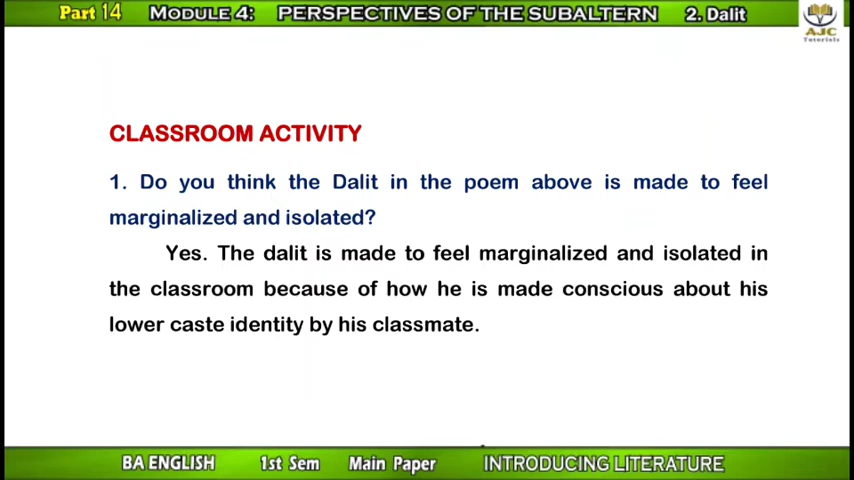 Part 14 MODULE 4: PERSPECTIVES OF THE SUBALTERN 2. Dalit
AJC
Tutorials
CLASSROOM ACTIVITY
1. Do you think the Dalit in the poem above is made to feel
marginalized and isolated?
Yes. The dalit is made to feel marginalized and isolated in
the classroom because of how he is made conscious about his
lower caste identity by his classmate.
BA ENGLISH 1st Sem Main Paper INTRODUCING LITERATURE